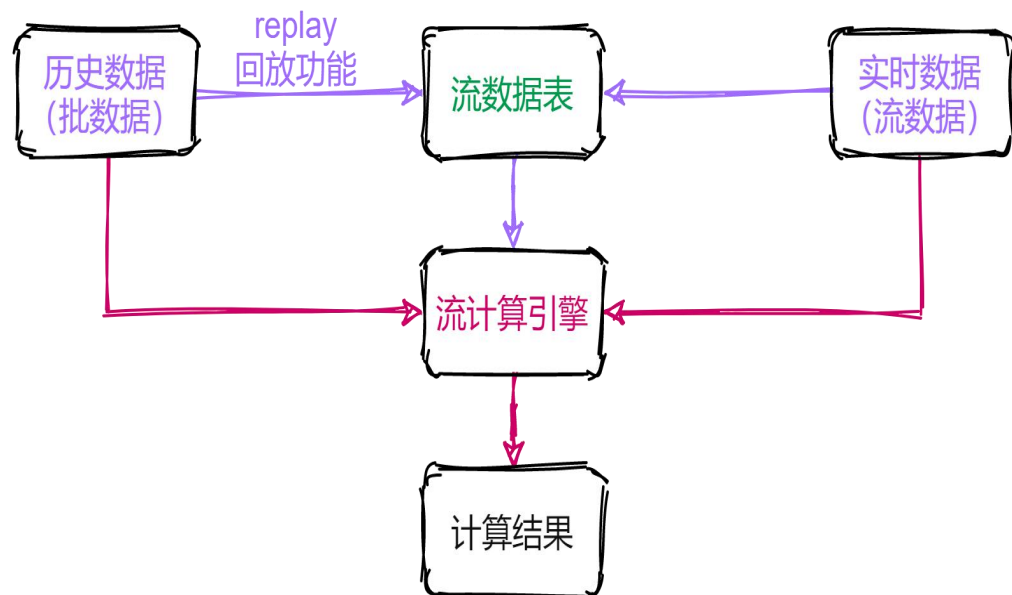 replay
回放功能
历史数据
（批数据）
流数据表
实时数据
（流数据）
流计算引擎
计算结果